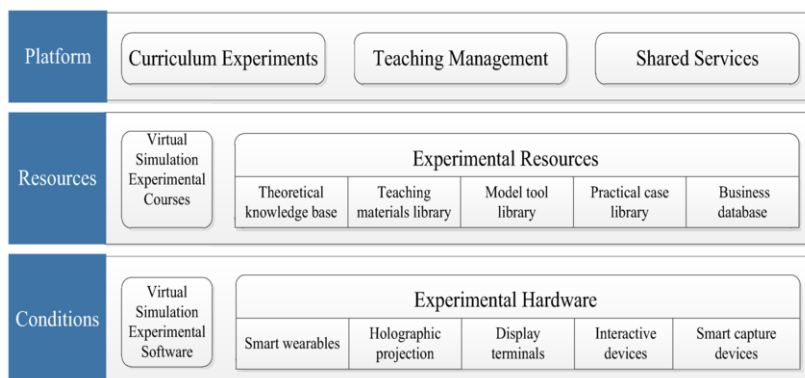 Platform
Curriculum Experiments
Teaching Management
Shared Services
Resources
Virtual
Simulation
Experimental
Courses
Experimental Resources
Theoretical
knowledge base
Teaching
materials library
Model tool
library
Practical case
library
Business
database
Conditions
Virtual
Simulation
Experimental
Software
Experimental Hardware
Smart wearables
Holographic
projection
Display
terminals
Interactive
devices
Smart capture
devices